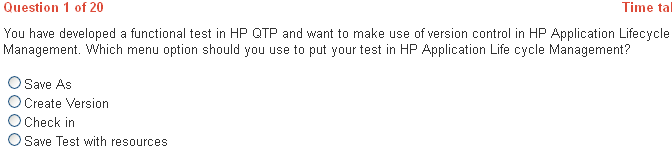 Question 1 of 20
Time ta
You have developed a functional test in HP QTP and want to make use of version control in HP Application Lifecycle
Management. Which menu option should you use to put your test in HP Application Life cycle Management?
Save As
Create Version
Check in
Save Test with resources